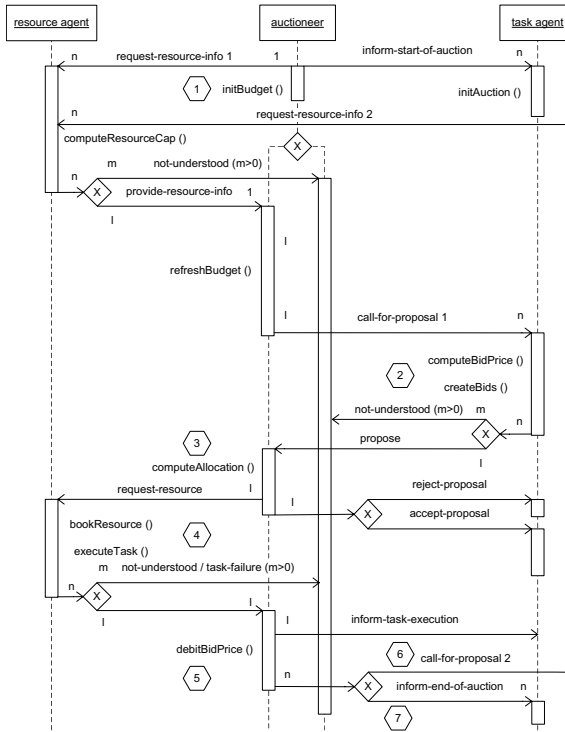 resource agent
auctioneer
task agent
n
request-resource-info 1
1
inform-start-of-auction
n
1
initBudget ()
initAuction ()
n
request-resource-info 2
computeResourceCap ()
X
m
not-understood (m>0)
n
X
provide-resource-info
1
l
l
refreshBudget ()
l
call-for-proposal 1
n
computeBidPrice ()
2
createBids ()
not-understood (m>0)
m
X
n
3
propose
l
computeAllocation ()
request-resource
l
reject-proposal
l
X
accept-proposal
bookResource ()
4
executeTask ()
m
not-understood / task-failure (m>0)
n
X
l
l
l
inform-task-execution
debitBidPrice ()
6
call-for-proposal 2
5
n
X
inform-end-of-auction
n
7